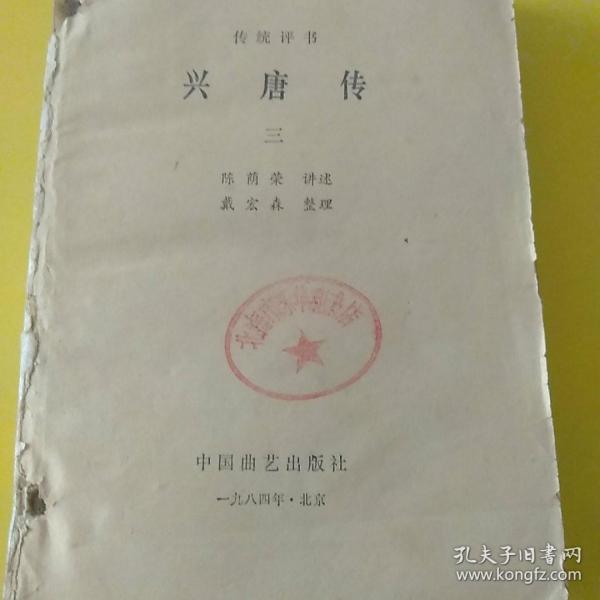 传统评书
兴唐传
三
陈荫荣 讲述
戴宏森 整理
中国曲艺出版社
一九八四年·北京
孔夫子旧书网
www.kongfz.com